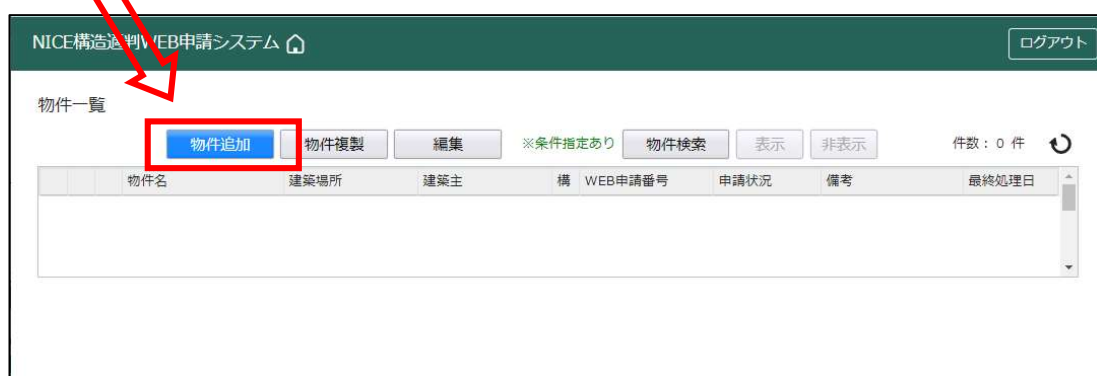 NICE構造適判WEB申請システム ログアウト
物件一覧
物件追加 物件複製 編集 ※条件指定あり 物件検索 表示 非表示 件数：0 件
物件名 建築場所 建築主 構 WEB申請番号 申請状況 備考 最終処理日